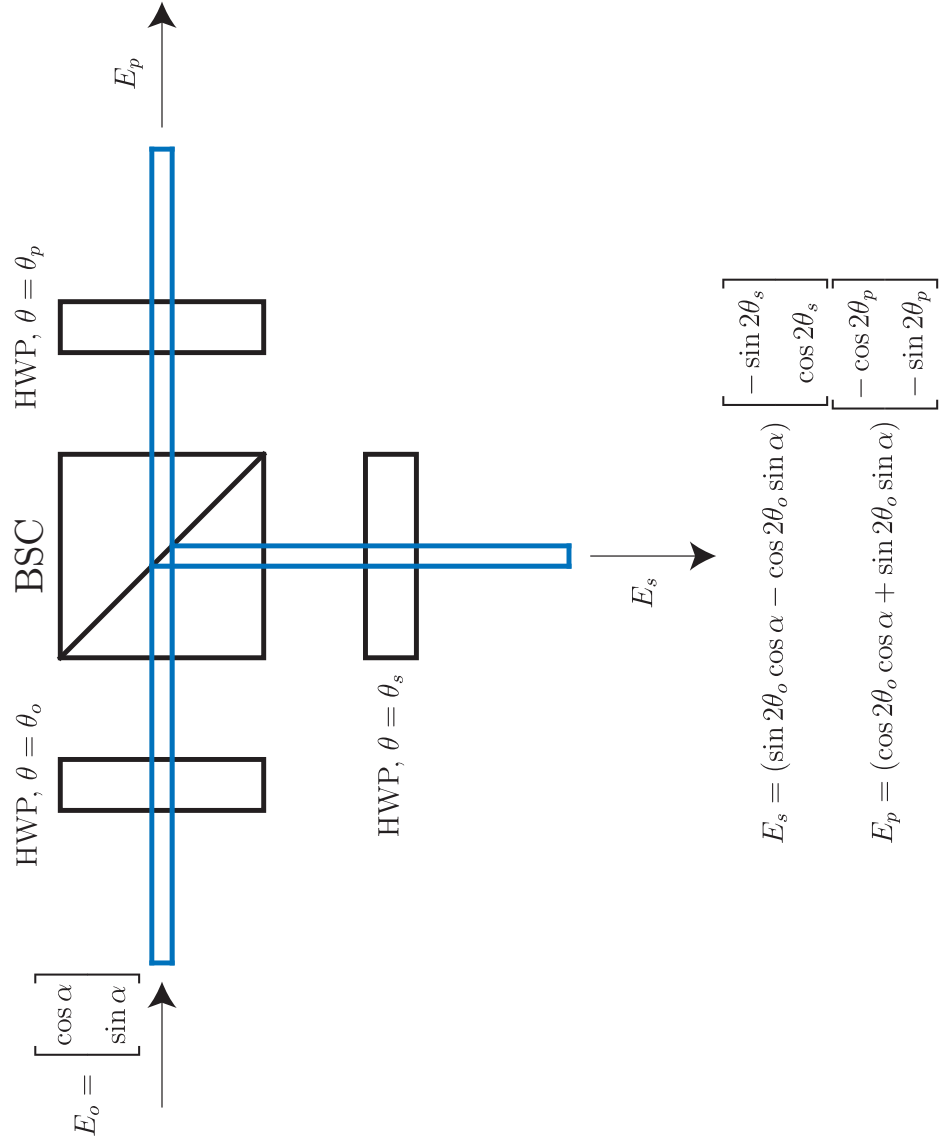 E_o = [cos α
sin α]
HWP, θ = θ_o
BSC
HWP, θ = θ_p
E_p
HWP, θ = θ_s
E_s
E_s = (sin 2θ_o cos α − cos 2θ_o sin α) [− sin 2θ_s
cos 2θ_s]
E_p = (cos 2θ_o cos α + sin 2θ_o sin α) [− cos 2θ_p
− sin 2θ_p]